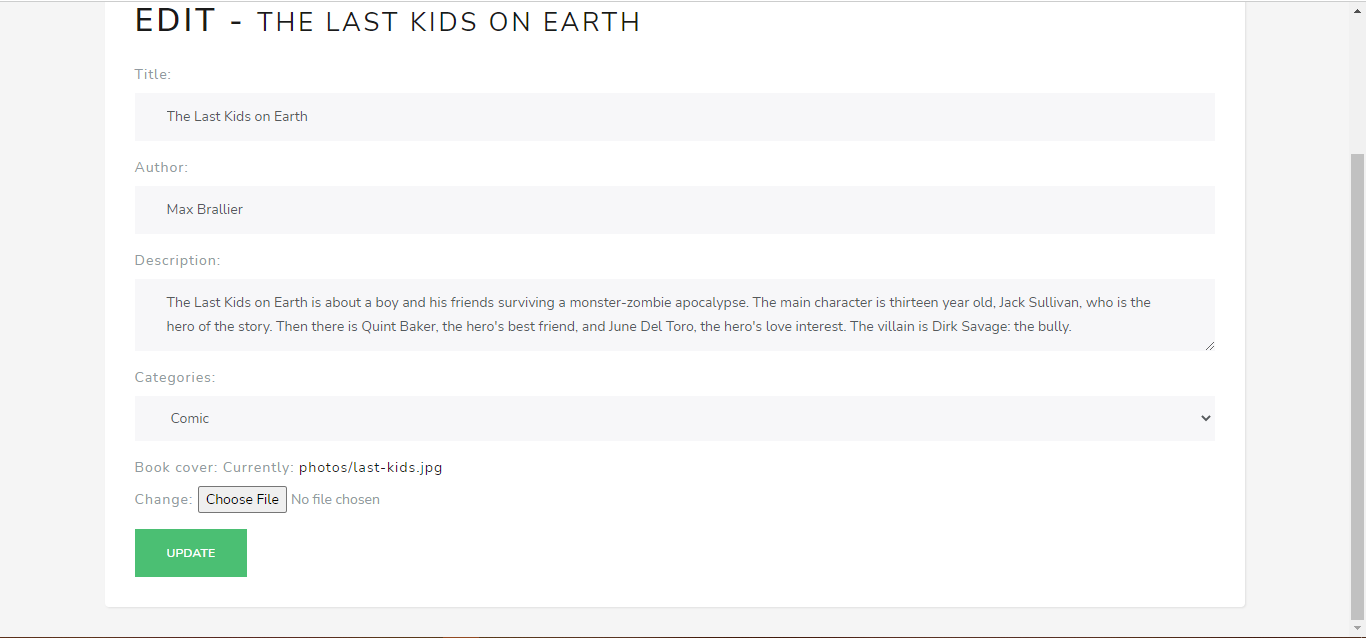 EDIT - THE LAST KIDS ON EARTH
Title:
The Last Kids on Earth
Author:
Max Brallier
Description:
The Last Kids on Earth is about a boy and his friends surviving a monster-zombie apocalypse. The main character is thirteen year old, Jack Sullivan, who is the
hero of the story. Then there is Quint Baker, the hero's best friend, and June Del Toro, the hero's love interest. The villain is Dirk Savage: the bully.
Categories:
Comic
Book cover: Currently: photos/last-kids.jpg
Change: Choose File No file chosen
UPDATE